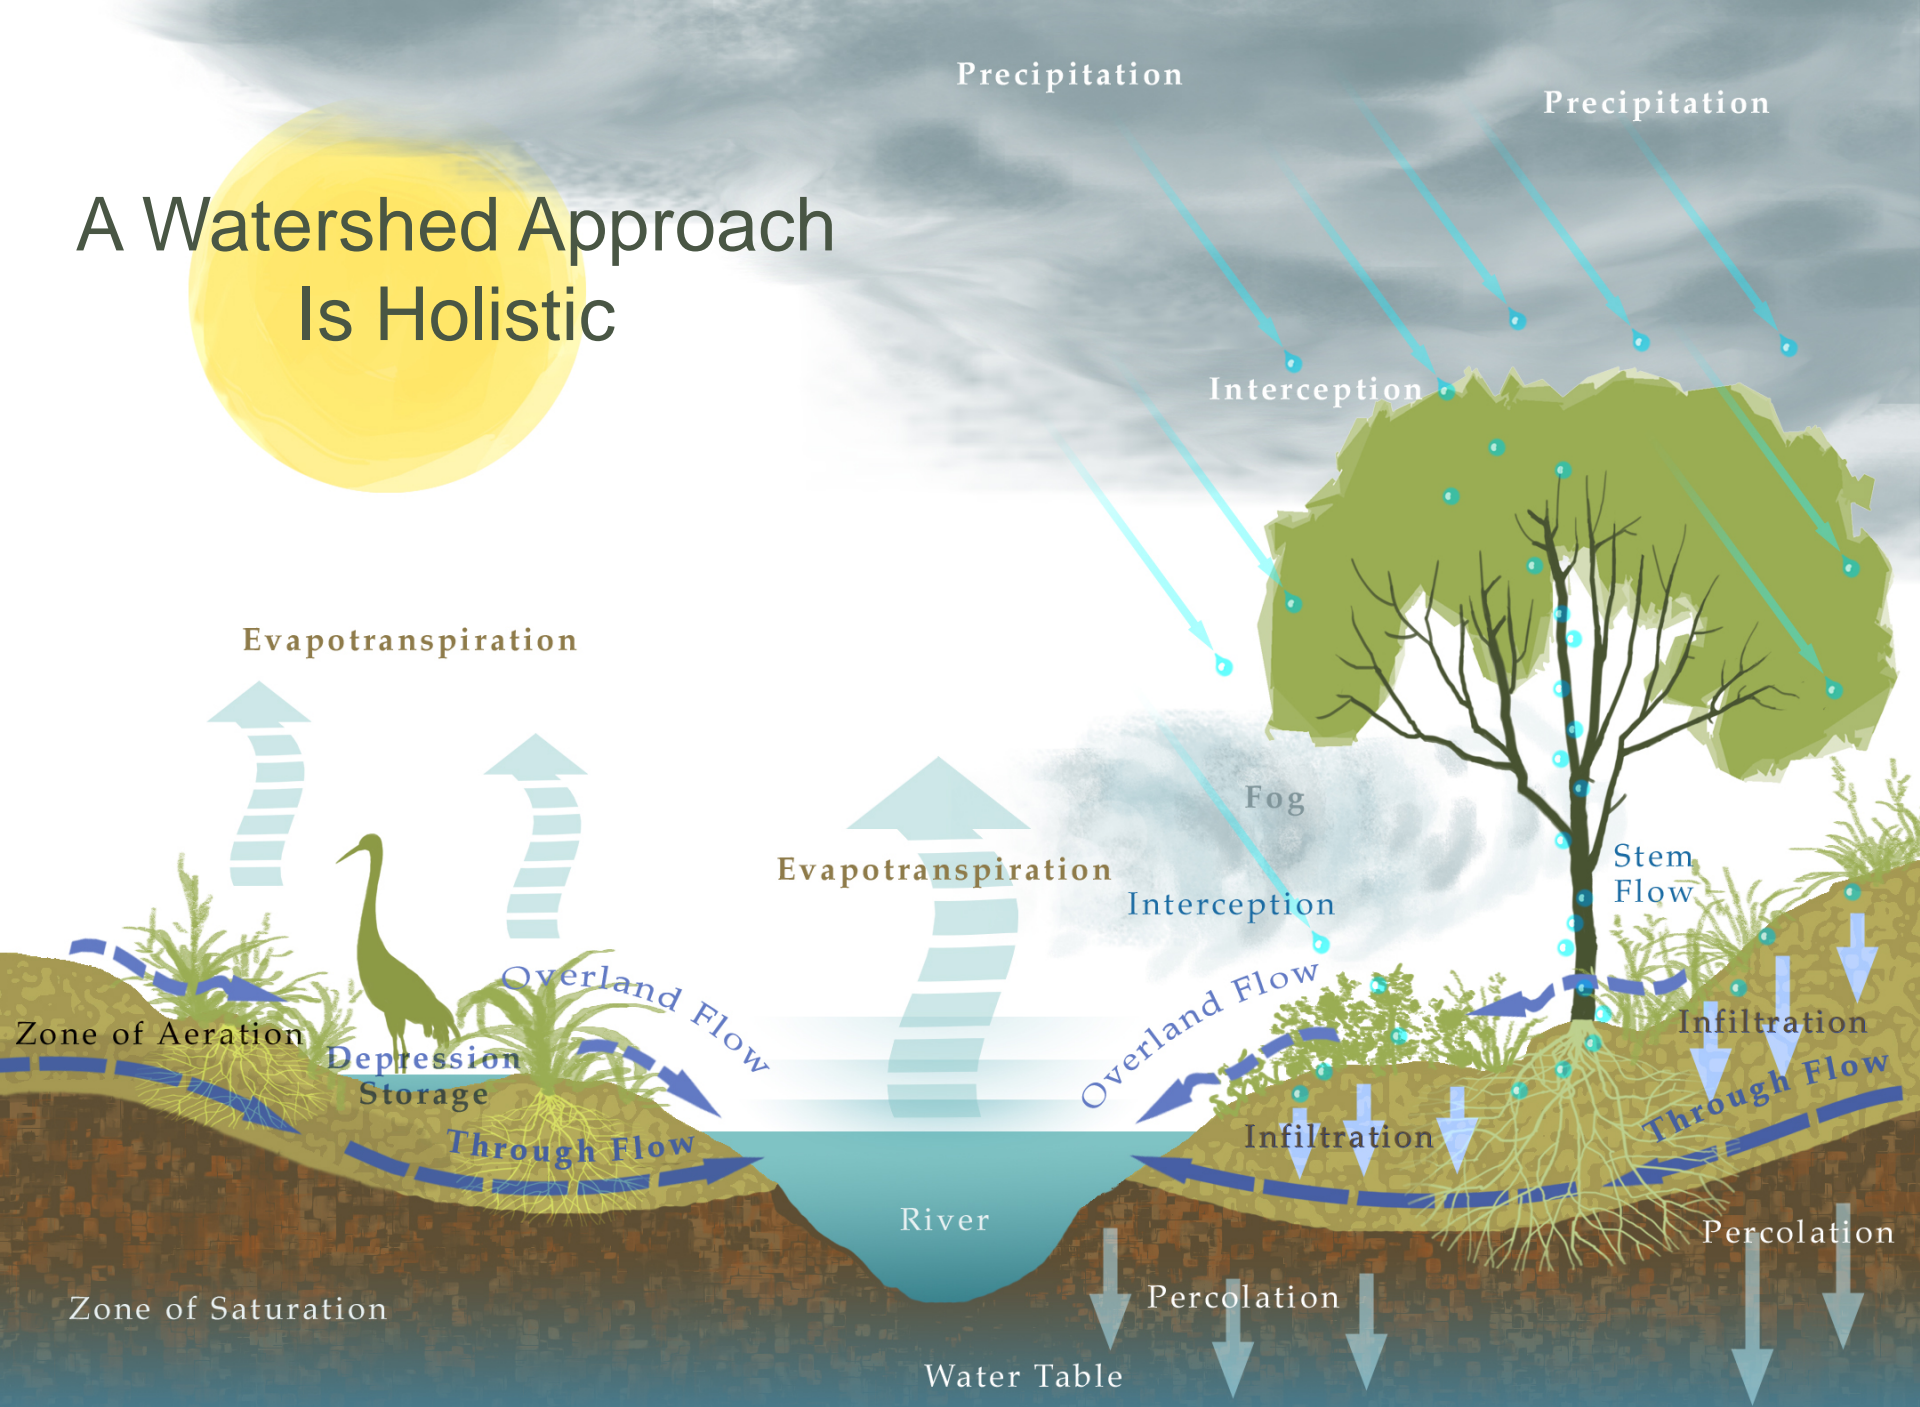 Precipitation
Precipitation
A Watershed Approach
Is Holistic
Interception
Evapotranspiration
Fog
Evapotranspiration
Stem
Flow
Interception
Overland Flow
Overland Flow
Zone of Aeration
Infiltration
Depression
Storage
Through Flow
Through Flow
Infiltration
River
Percolation
Percolation
Zone of Saturation
Water Table